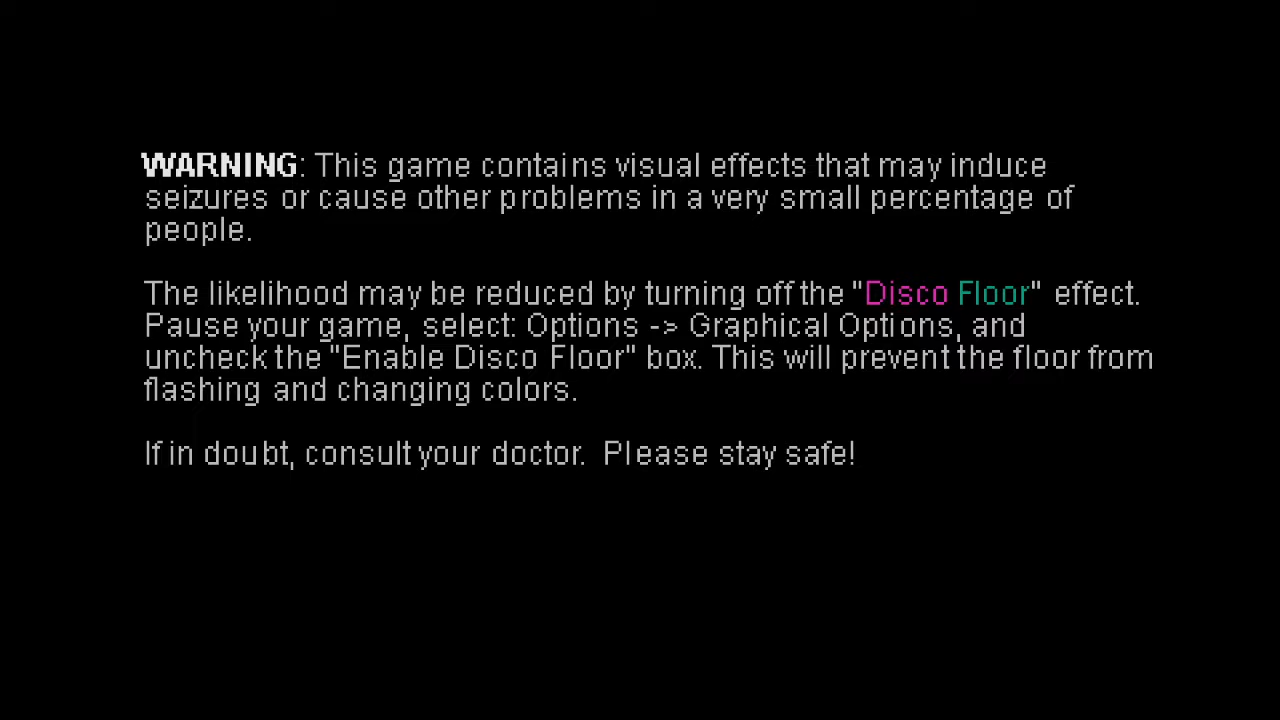 WARNING: This game contains visual effects that may induce
seizures or cause other problems in a very small percentage of
people.
The likelihood may be reduced by turning off the "Disco Floor" effect.
Pause your game, select: Options -> Graphical Options, and
uncheck the "Enable Disco Floor" box. This will prevent the floor from
flashing and changing colors.
If in doubt, consult your doctor.  Please stay safe!